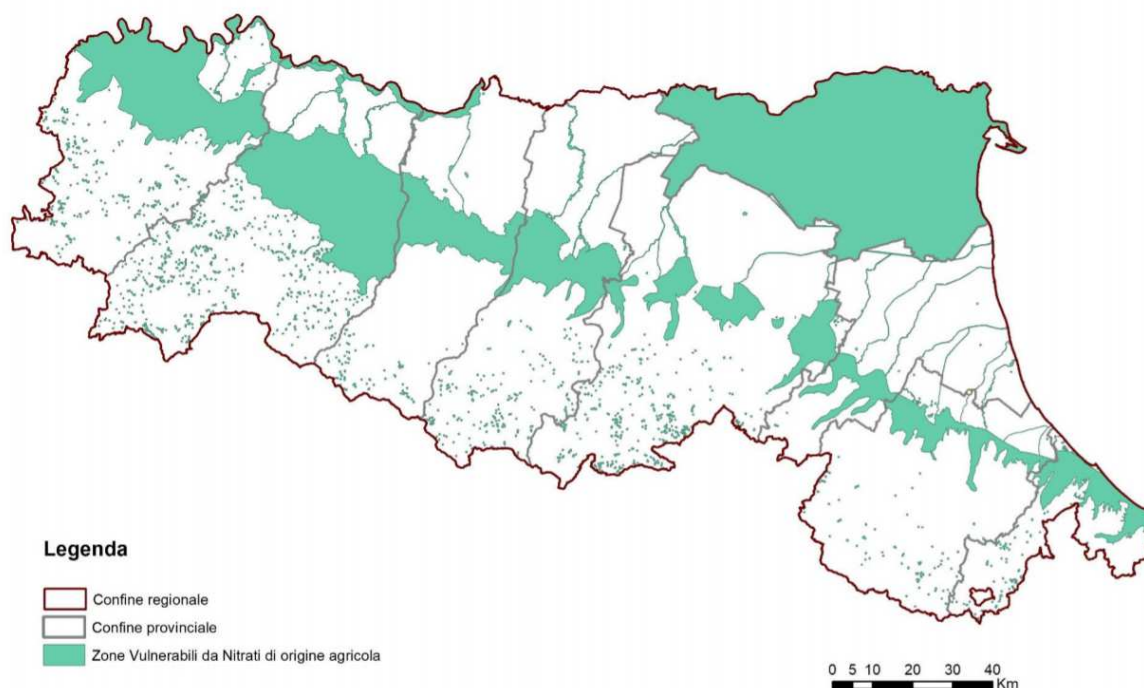 Legenda
Confine regionale
Confine provinciale
Zone Vulnerabili da Nitrati di origine agricola
0 5 10 20 30 40
Km